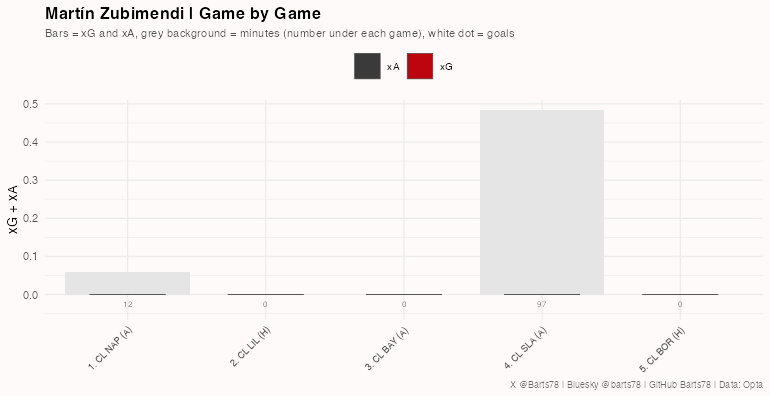 Martín Zubimendi | Game by Game
Bars = xG and xA, grey background = minutes (number under each game), white dot = goals
xA xG
xG + xA
0.5
0.4
0.3
0.2
0.1
0.0
12 0 0 97 0
1. CL NAP (A)
2. CL LIL (H)
3. CL BAY (A)
4. CL SLA (A)
5. CL BOR (H)
X @Barts78 | Bluesky @barts78 | GitHub Barts78 | Data: Opta